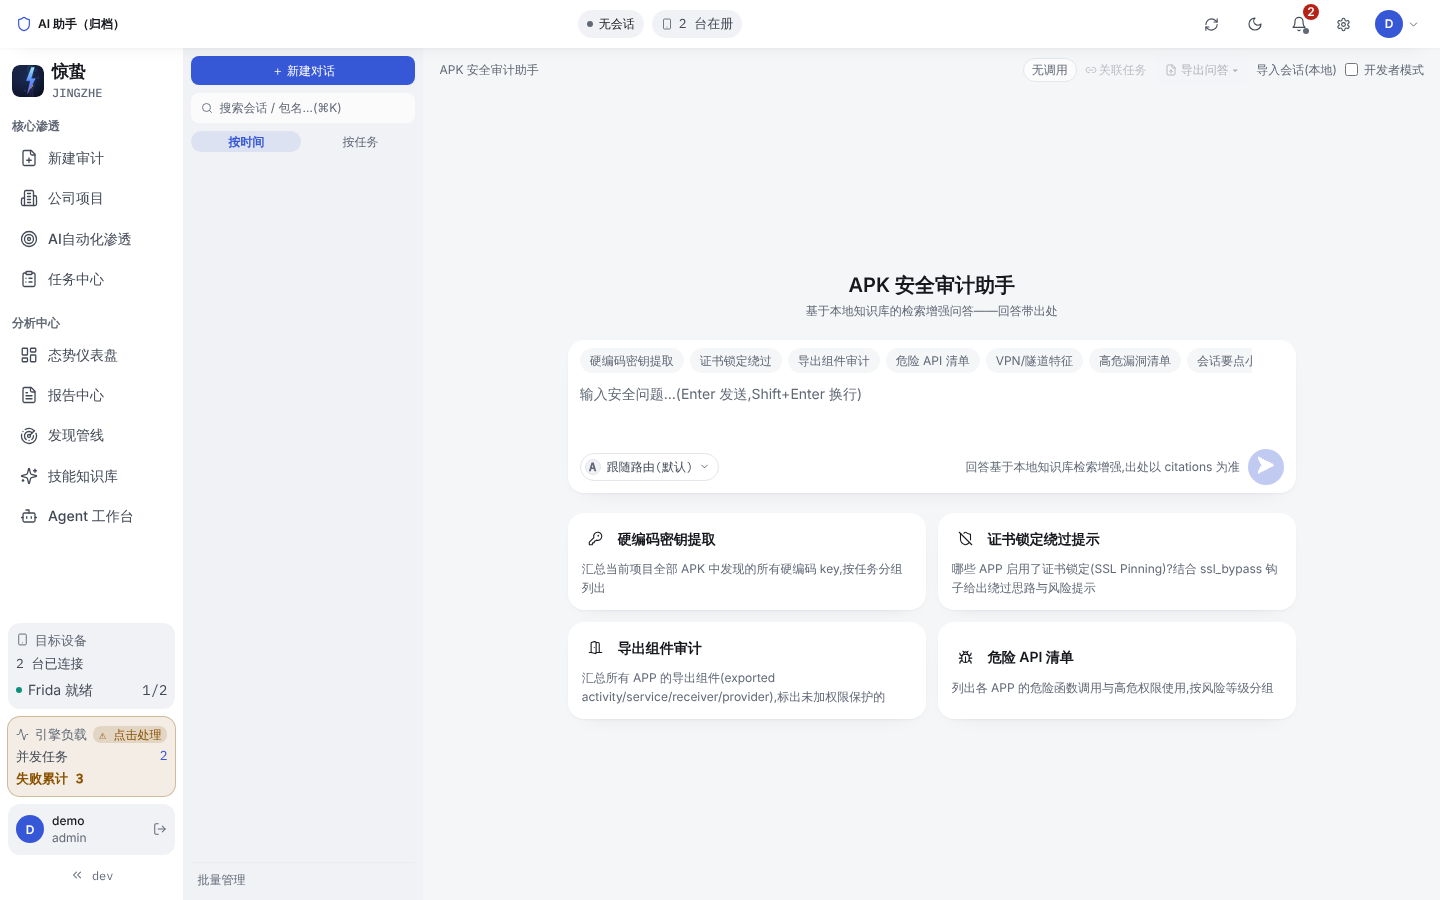 AI 助手（归档）
无会话
2 台在册
2
D
惊蛰
JINGZHE
核心渗透
新建审计
公司项目
AI自动化渗透
任务中心
分析中心
态势仪表盘
报告中心
发现管线
技能知识库
Agent 工作台
目标设备
2 台已连接
Frida 就绪 1/2
引擎负载 ⚠ 点击处理
并发任务 2
失败累计 3
D
demo
admin
dev
+ 新建对话
搜索会话 / 包名...(⌘K)
按时间
按任务
批量管理
APK 安全审计助手
无调用
关联任务
导出问答
导入会话(本地)
开发者模式
APK 安全审计助手
基于本地知识库的检索增强问答——回答带出处
硬编码密钥提取
证书锁定绕过
导出组件审计
危险 API 清单
VPN/隧道特征
高危漏洞清单
会话要点小
输入安全问题...(Enter 发送,Shift+Enter 换行)
A 跟随路由(默认)
回答基于本地知识库检索增强,出处以 citations 为准
硬编码密钥提取
汇总当前项目全部 APK 中发现的所有硬编码 key,按任务分组
列出
证书锁定绕过提示
哪些 APP 启用了证书锁定(SSL Pinning)?结合 ssl_bypass 钩
子给出绕过思路与风险提示
导出组件审计
汇总所有 APP 的导出组件(exported
activity/service/receiver/provider),标出未加权限保护的
危险 API 清单
列出各 APP 的危险函数调用与高危权限使用,按风险等级分组